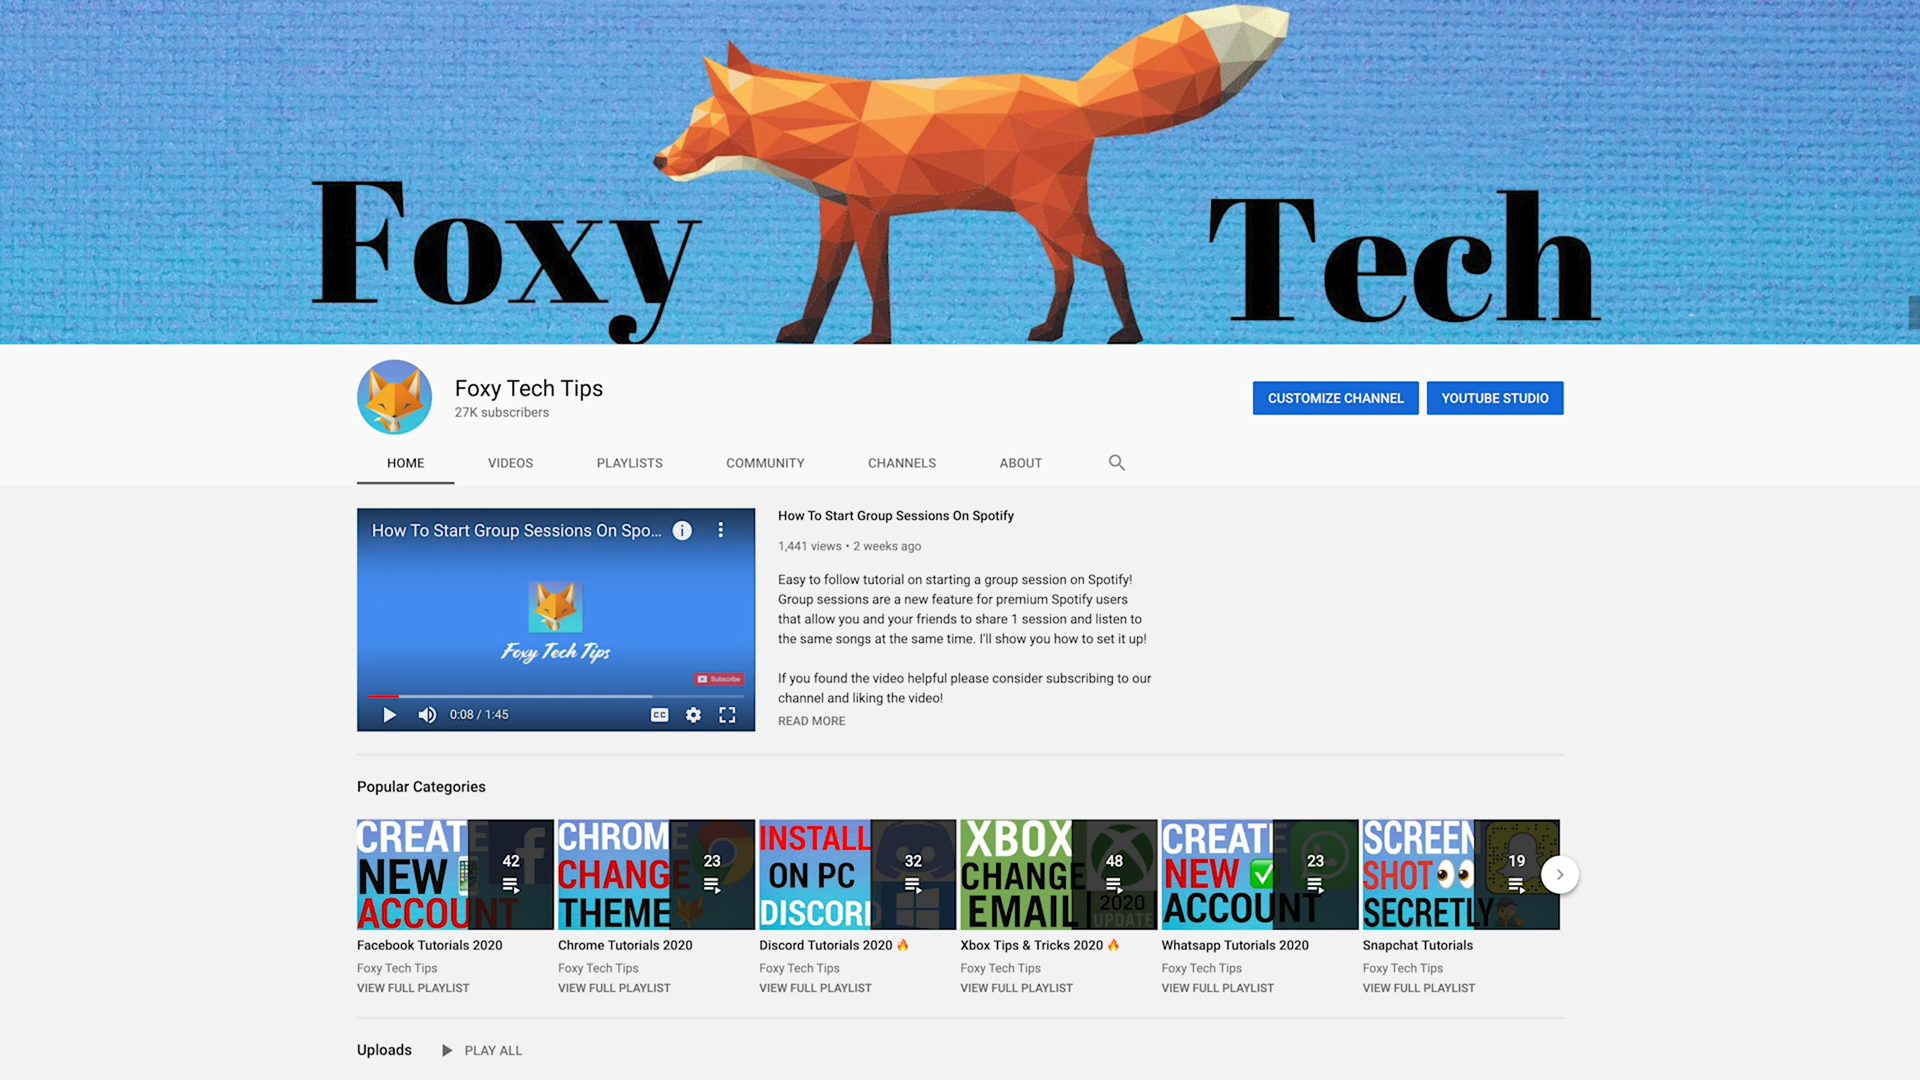 Foxy Tech
Foxy Tech Tips
27K subscribers
CUSTOMIZE CHANNEL
YOUTUBE STUDIO
HOME
VIDEOS
PLAYLISTS
COMMUNITY
CHANNELS
ABOUT
How To Start Group Sessions On Spo...
Foxy Tech Tips
Subscribe
0:08 / 1:45
CC
How To Start Group Sessions On Spotify
1,441 views • 2 weeks ago
Easy to follow tutorial on starting a group session on Spotify!
Group sessions are a new feature for premium Spotify users
that allow you and your friends to share 1 session and listen to
the same songs at the same time. I'll show you how to set it up!
If you found the video helpful please consider subscribing to our
channel and liking the video!
READ MORE
Popular Categories
CREATE
NEW
ACCOUNT
42
Facebook Tutorials 2020
Foxy Tech Tips
VIEW FULL PLAYLIST
CHROME
CHANGE
THEME
23
Chrome Tutorials 2020
Foxy Tech Tips
VIEW FULL PLAYLIST
INSTALL
ON PC
DISCORD
32
Discord Tutorials 2020 🔥
Foxy Tech Tips
VIEW FULL PLAYLIST
XBOX
CHANGE
EMAIL
2020
UPDATE
48
Xbox Tips & Tricks 2020 🔥
Foxy Tech Tips
VIEW FULL PLAYLIST
CREATE
NEW ✅
ACCOUNT
23
Whatsapp Tutorials 2020
Foxy Tech Tips
VIEW FULL PLAYLIST
SCREEN
SHOT 👀
SECRETLY
19
Snapchat Tutorials
Foxy Tech Tips
VIEW FULL PLAYLIST
Uploads
PLAY ALL